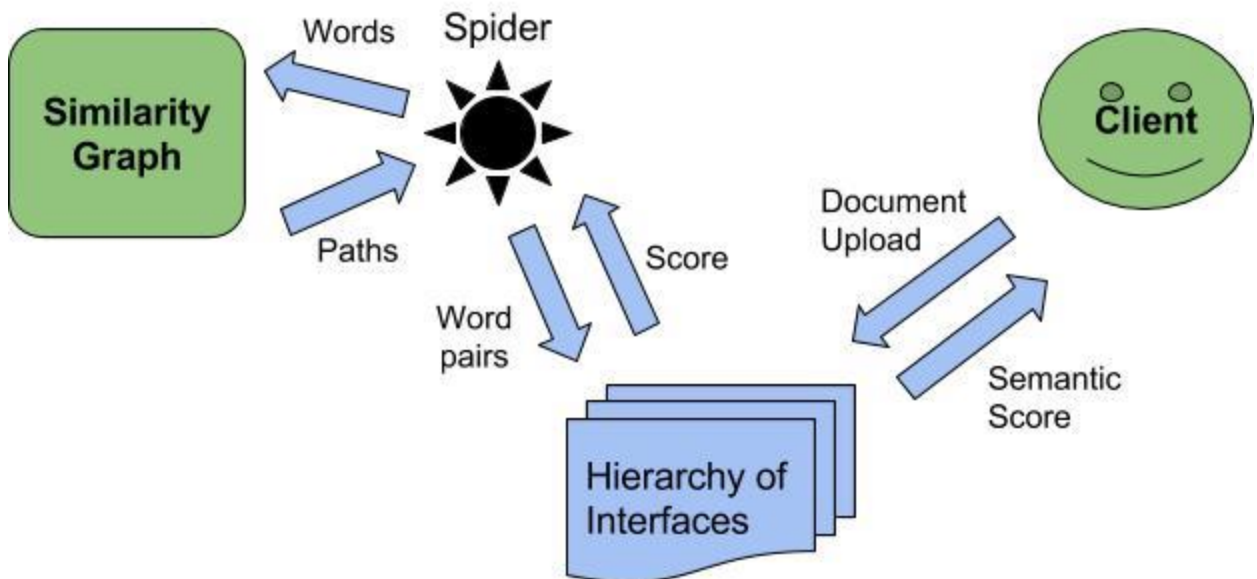 Words
Spider
Similarity
Graph
Client
Paths
Score
Document
Upload
Word
pairs
Semantic
Score
Hierarchy of
Interfaces